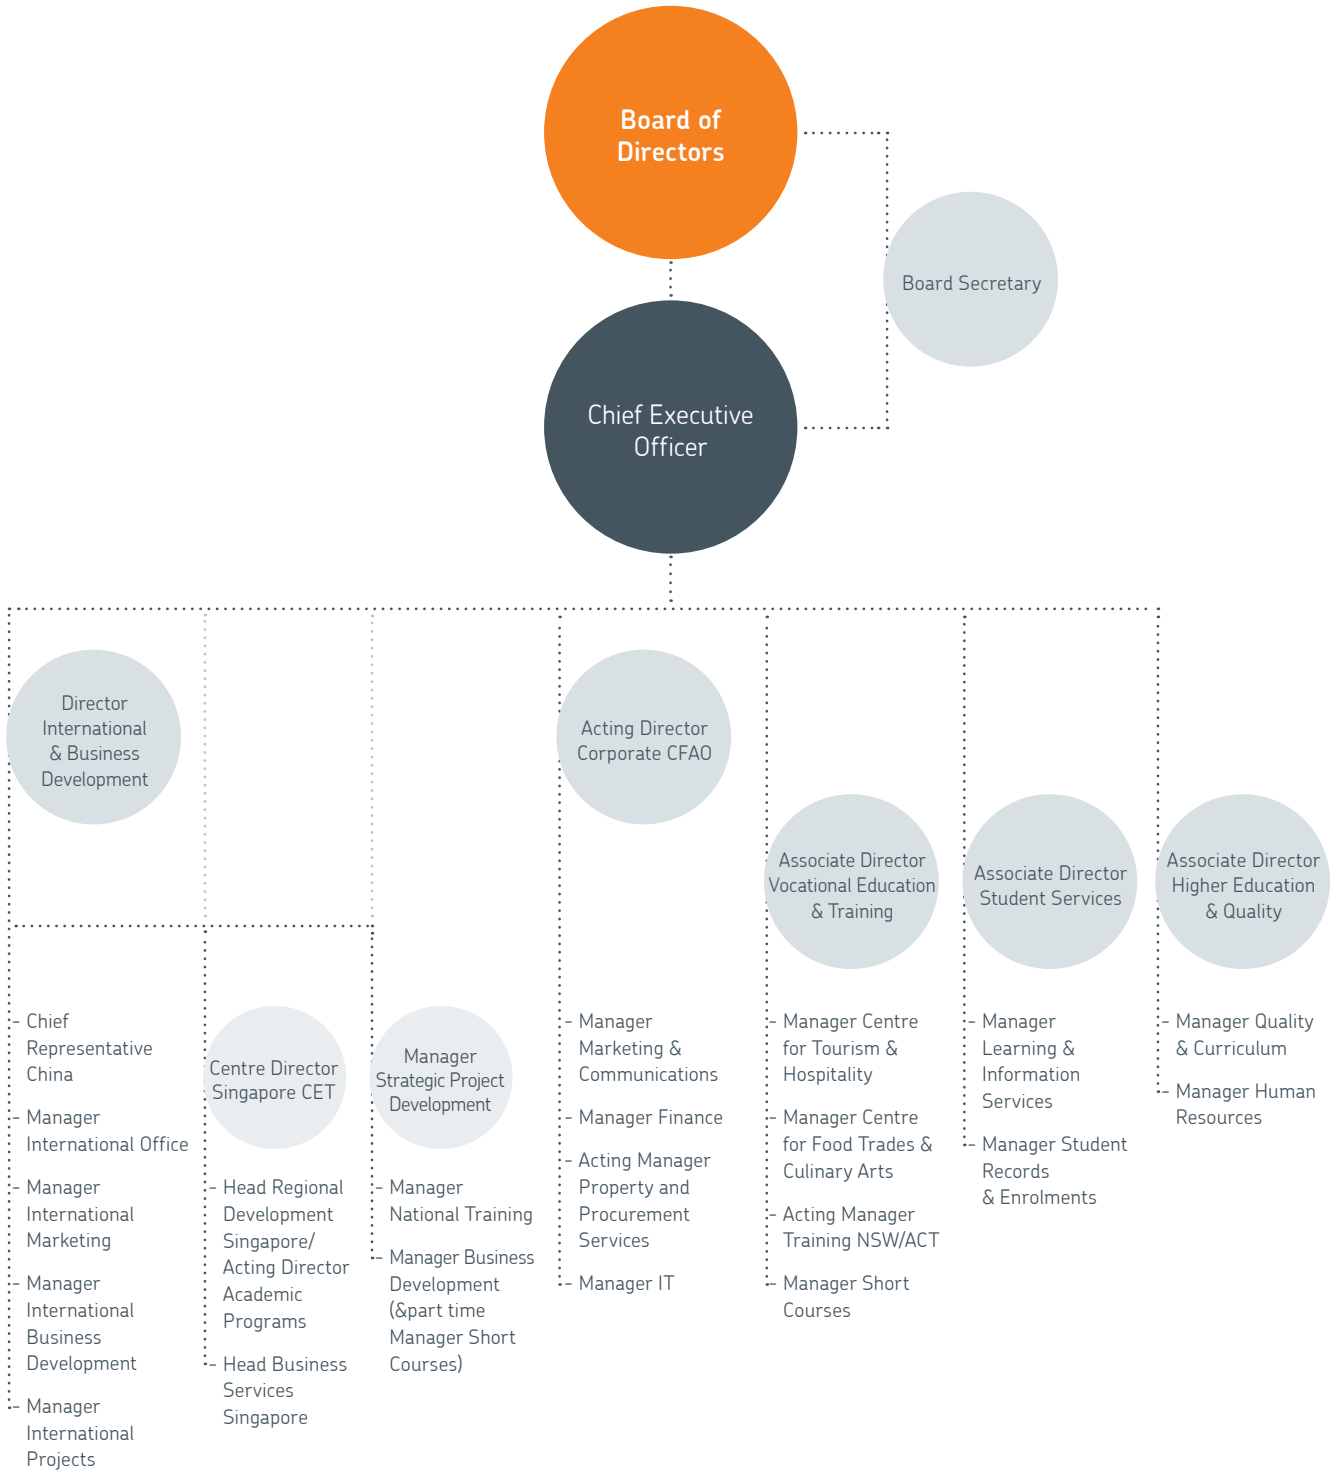 Board of
Directors
Board Secretary
Chief Executive
Officer
Director
International
& Business
Development
Acting Director
Corporate CFAO
Associate Director
Vocational Education
& Training
Associate Director
Student Services
Associate Director
Higher Education
& Quality
- Chief
Representative
China
- Manager
International Office
- Manager
International
Marketing
- Manager
International
Business
Development
- Manager
International
Projects
Centre Director
Singapore CET
- Head Regional
Development
Singapore/
Acting Director
Academic
Programs
- Head Business
Services
Singapore
Manager
Strategic Project
Development
- Manager
National Training
- Manager Business
Development
(&part time
Manager Short
Courses)
- Manager
Marketing &
Communications
- Manager Finance
- Acting Manager
Property and
Procurement
Services
- Manager IT
- Manager Centre
for Tourism &
Hospitality
- Manager Centre
for Food Trades &
Culinary Arts
- Acting Manager
Training NSW/ACT
- Manager Short
Courses
- Manager
Learning &
Information
Services
- Manager Student
Records
& Enrolments
- Manager Quality
& Curriculum
- Manager Human
Resources